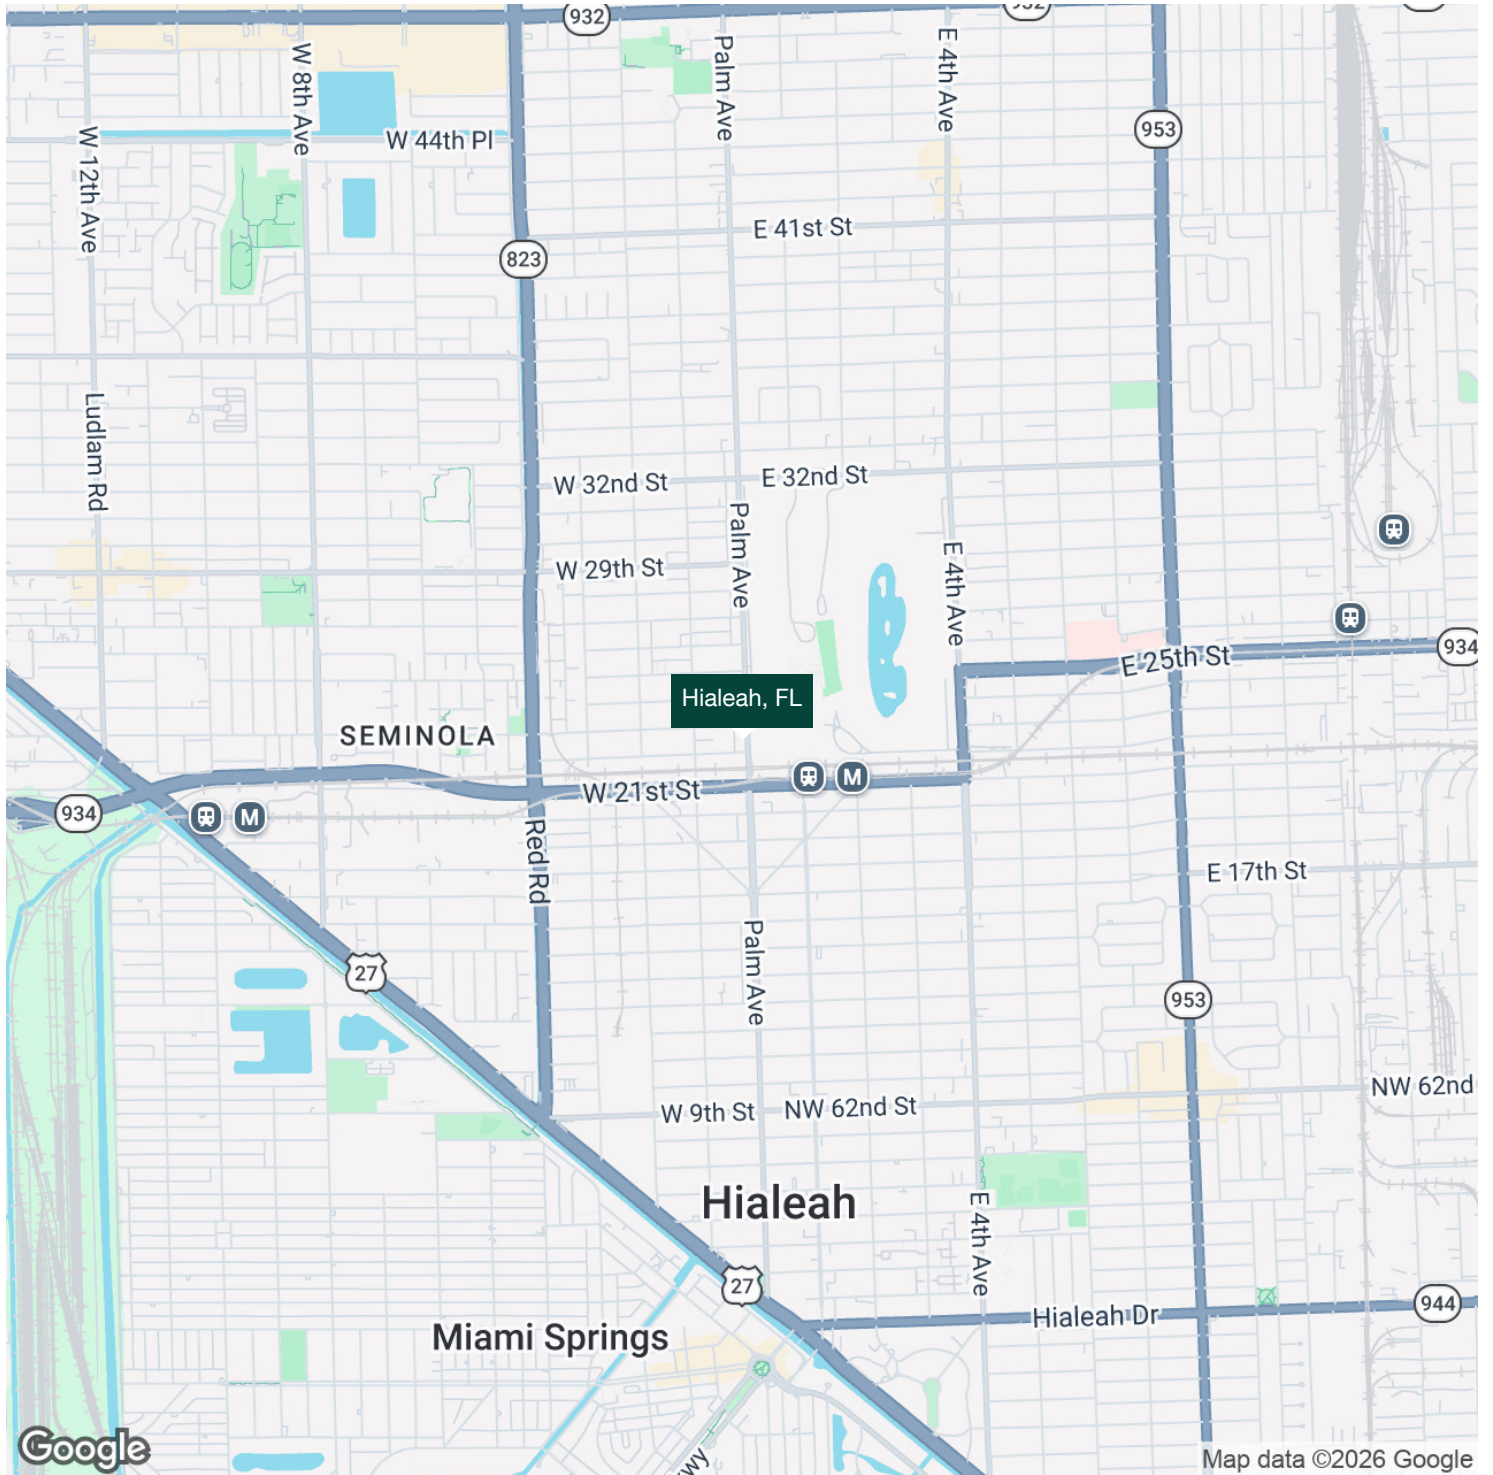 932
932
W 8th Ave
Palm Ave
E 4th Ave
W 12th Ave
W 44th Pl
953
E 41st St
823
Ludlam Rd
W 32nd St
E 32nd St
Palm Ave
W 29th St
E 4th Ave
934
E 25th St
Hialeah, FL
SEMINOLA
M
W 21st St
934
M
Red Rd
E 17th St
Palm Ave
27
953
NW 62nd
W 9th St
NW 62nd St
Hialeah
E 4th Ave
27
944
Hialeah Dr
Miami Springs
Google
Map data ©2026 Google